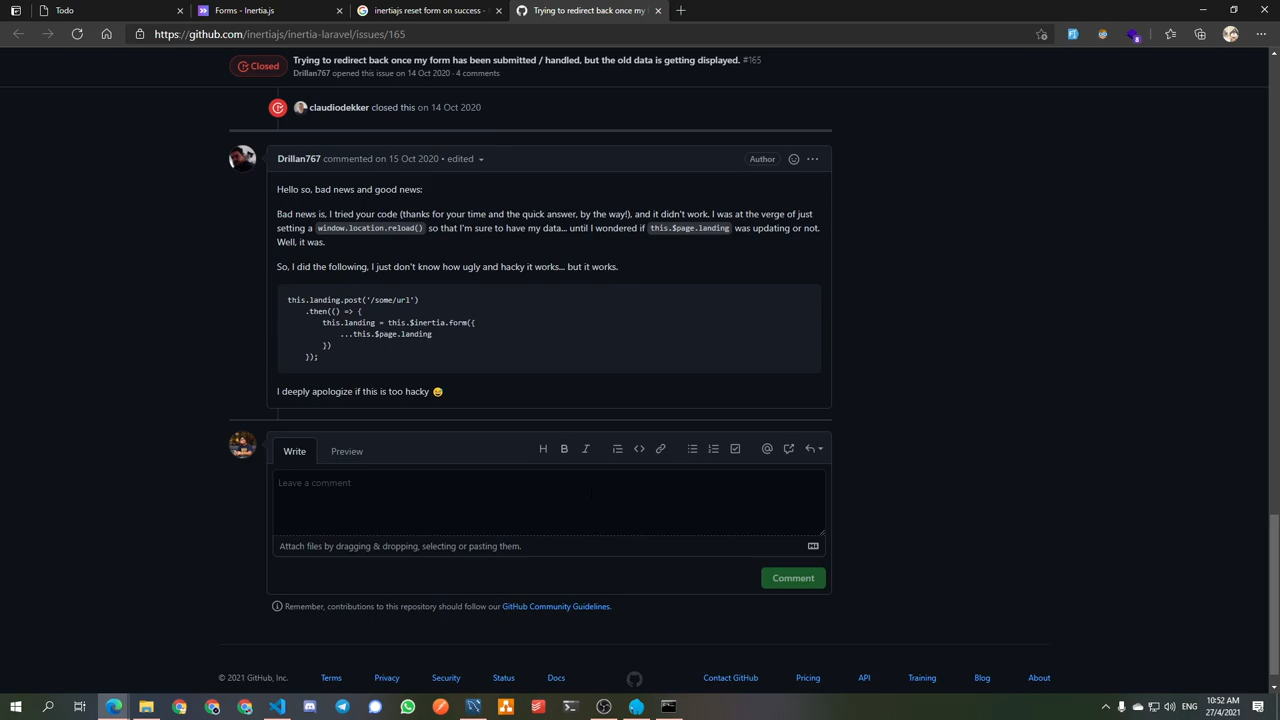 Todo
Forms - Inertia.js
inertiajs reset form on success -
Trying to redirect back once my
https://github.com/inertiajs/inertia-laravel/issues/165
8
Closed
Trying to redirect back once my form has been submitted / handled, but the old data is getting displayed. #165
Drillan767 opened this issue on 14 Oct 2020 · 4 comments
claudiodekker closed this on 14 Oct 2020
Drillan767 commented on 15 Oct 2020 • edited
Author
Hello so, bad news and good news:
Bad news is, I tried your code (thanks for your time and the quick answer, by the way!), and it didn't work. I was at the verge of just
setting a window.location.reload() so that I'm sure to have my data... until I wondered if this.$page.landing was updating or not.
Well, it was.
So, I did the following, I just don't know how ugly and hacky it works... but it works.
this.landing.post('/some/url')
.then(() => {
this.landing = this.$inertia.form({
...this.$page.landing
})
});
I deeply apologize if this is too hacky 😅
Write
Preview
Leave a comment
Attach files by dragging & dropping, selecting or pasting them.
Comment
Remember, contributions to this repository should follow our GitHub Community Guidelines.
© 2021 GitHub, Inc.
Terms
Privacy
Security
Status
Docs
Contact GitHub
Pricing
API
Training
Blog
About
ENG
10:52 AM
27/4/2021